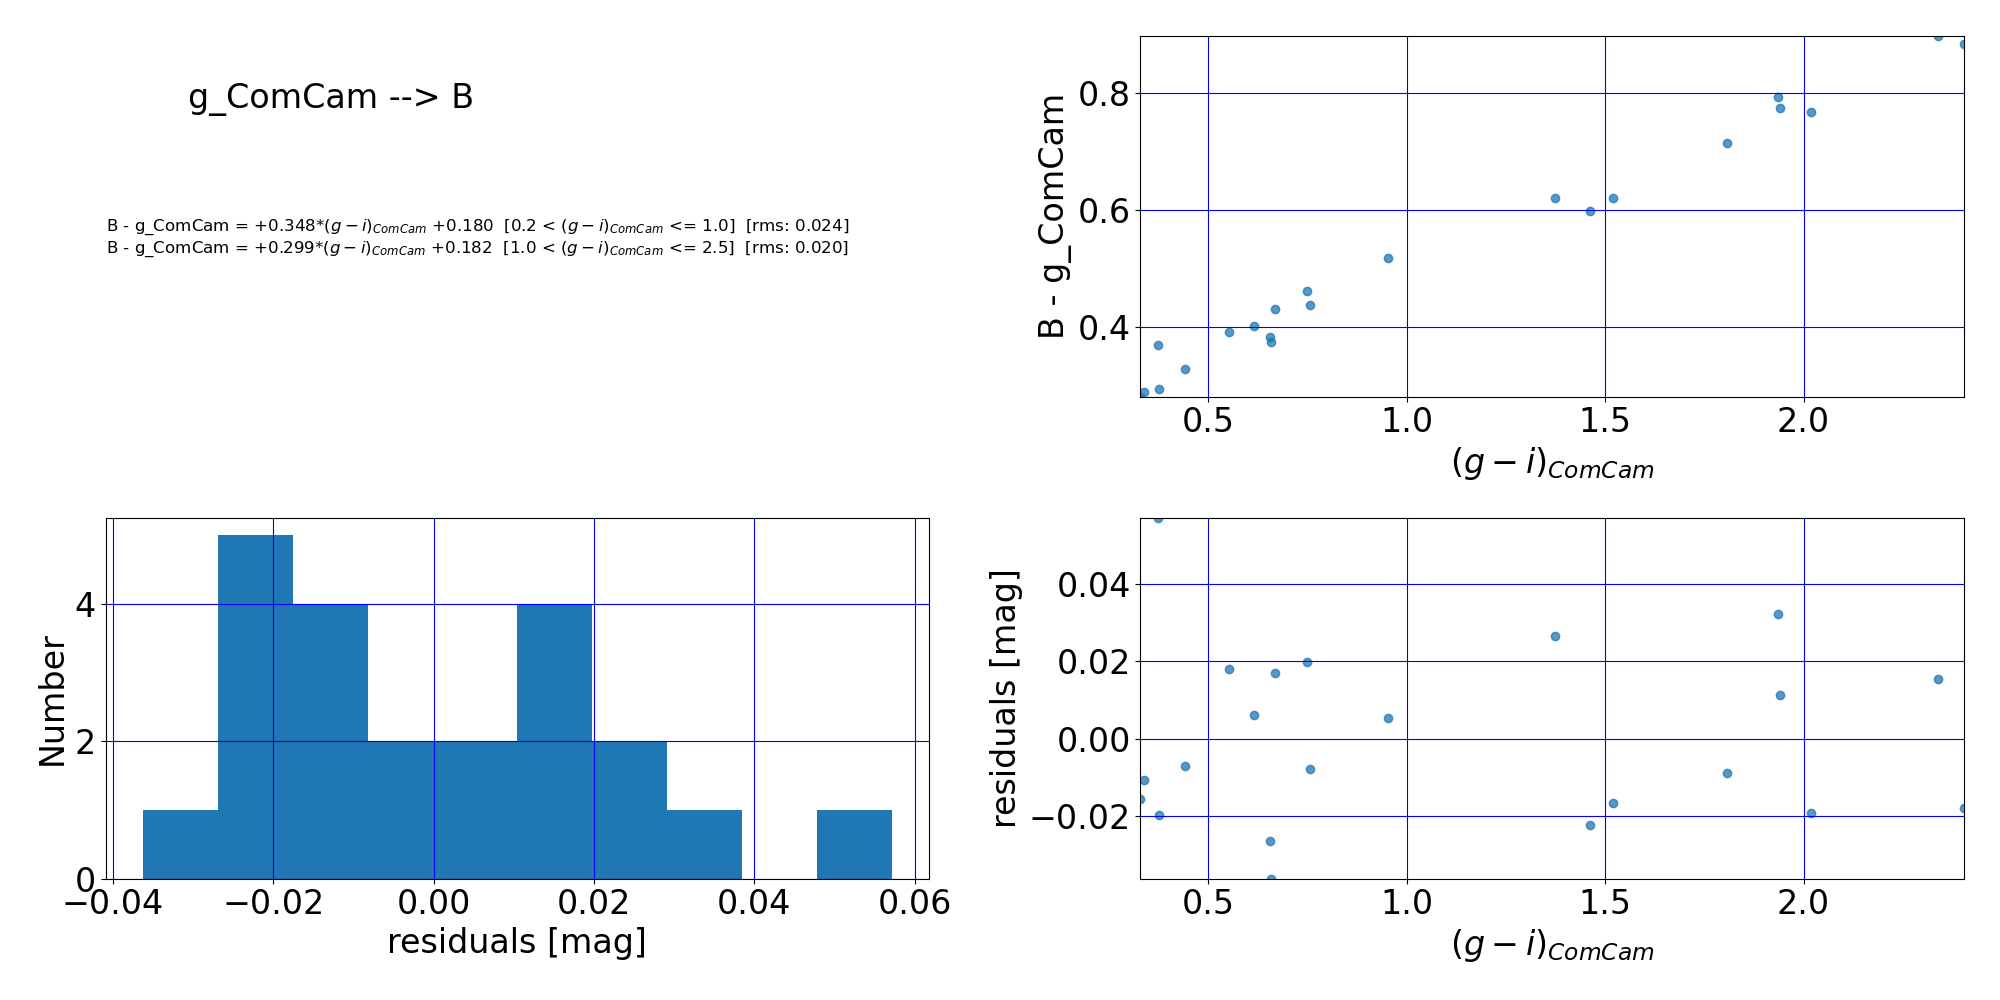 g_ComCam --> B
B - g_ComCam = +0.348*(g − i)ComCam +0.180 [0.2 < (g − i)ComCam <= 1.0] [rms: 0.024]
B - g_ComCam = +0.299*(g − i)ComCam +0.182 [1.0 < (g − i)ComCam <= 2.5] [rms: 0.020]
B - g_ComCam
0.8
0.6
0.4
0.5 1.0 1.5 2.0
(g − i)ComCam
Number
4
2
0
−0.04 −0.02 0.00 0.02 0.04 0.06
residuals [mag]
residuals [mag]
0.04
0.02
0.00
−0.02
0.5 1.0 1.5 2.0
(g − i)ComCam